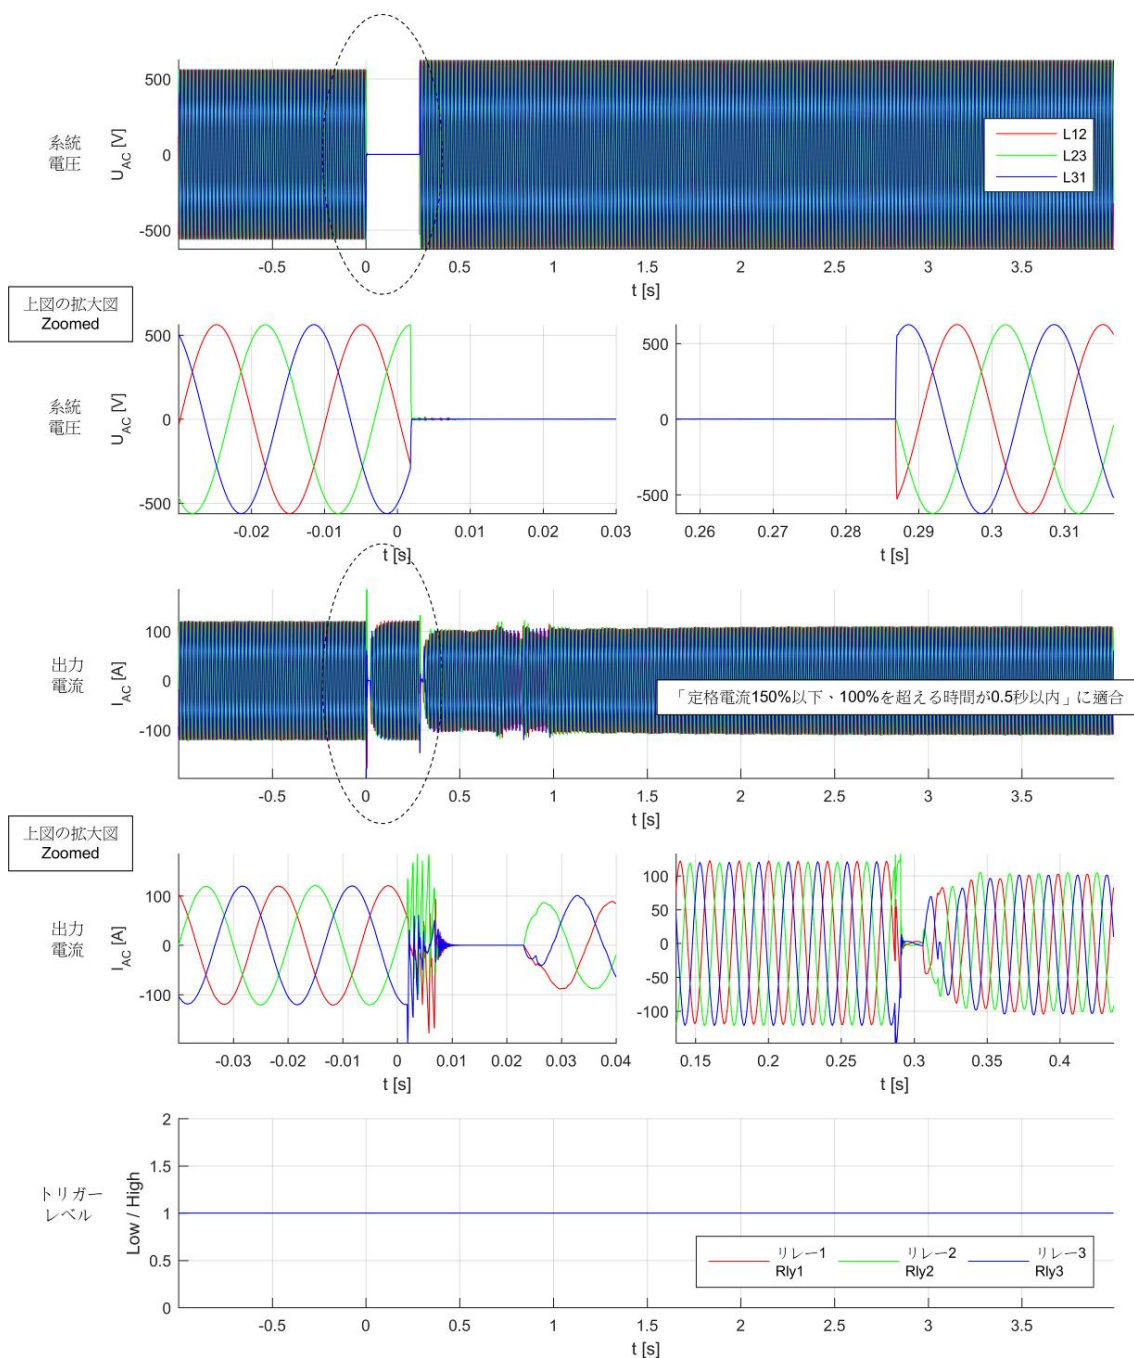 500
0
-500
系統
電圧
U_AC [V]
L12
L23
L31
-0.5 0 0.5 1 1.5 2 2.5 3 3.5
t [s]
上図の拡大図
Zoomed
500
0
-500
系統
電圧
U_AC [V]
-0.02 -0.01 0 0.01 0.02 0.03
t [s]
500
0
-500
0.26 0.27 0.28 0.29 0.3 0.31
t [s]
100
0
-100
出力
電流
I_AC [A]
「定格電流150%以下、100%を超える時間が0.5秒以内」に適合
-0.5 0 0.5 1 1.5 2 2.5 3 3.5
t [s]
上図の拡大図
Zoomed
100
0
-100
出力
電流
I_AC [A]
-0.03 -0.02 -0.01 0 0.01 0.02 0.03 0.04
t [s]
100
50
0
-50
-100
0.15 0.2 0.25 0.3 0.35 0.4
t [s]
2
1.5
1
0.5
0
トリガー
レベル
Low / High
リレー1
Rly1
リレー2
Rly2
リレー3
Rly3
-0.5 0 0.5 1 1.5 2 2.5 3 3.5
t [s]